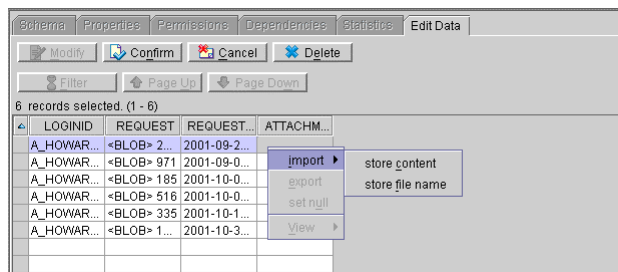 Schema Properties Permissions Dependencies Statistics Edit Data
Modify Confirm Cancel Delete
Filter Page Up Page Down
6 records selected. (1 - 6)
LOGINID REQUEST REQUEST... ATTACHM...
A_HOWAR... <BLOB> 2... 2001-09-2...
A_HOWAR... <BLOB> 971 2001-09-0...
A_HOWAR... <BLOB> 185 2001-10-0...
A_HOWAR... <BLOB> 516 2001-10-0...
A_HOWAR... <BLOB> 335 2001-10-1...
A_HOWAR... <BLOB> 1... 2001-10-3...
import
export
set null
View
store content
store file name